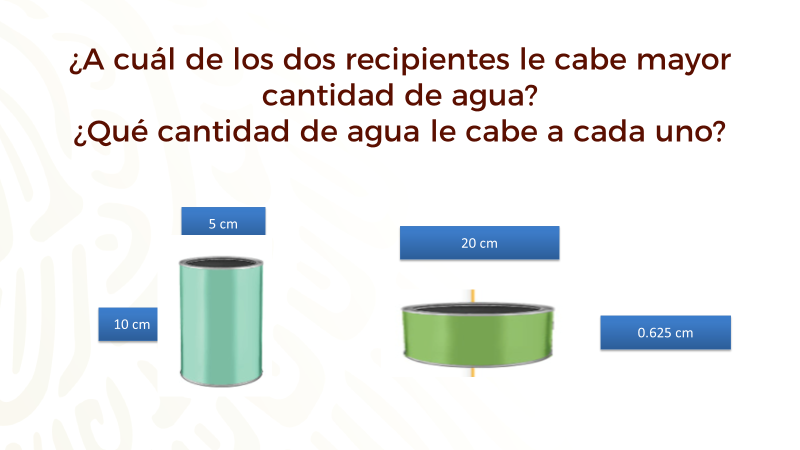 ¿A cuál de los dos recipientes le cabe mayor
cantidad de agua?
¿Qué cantidad de agua le cabe a cada uno?
5 cm
20 cm
10 cm
0.625 cm